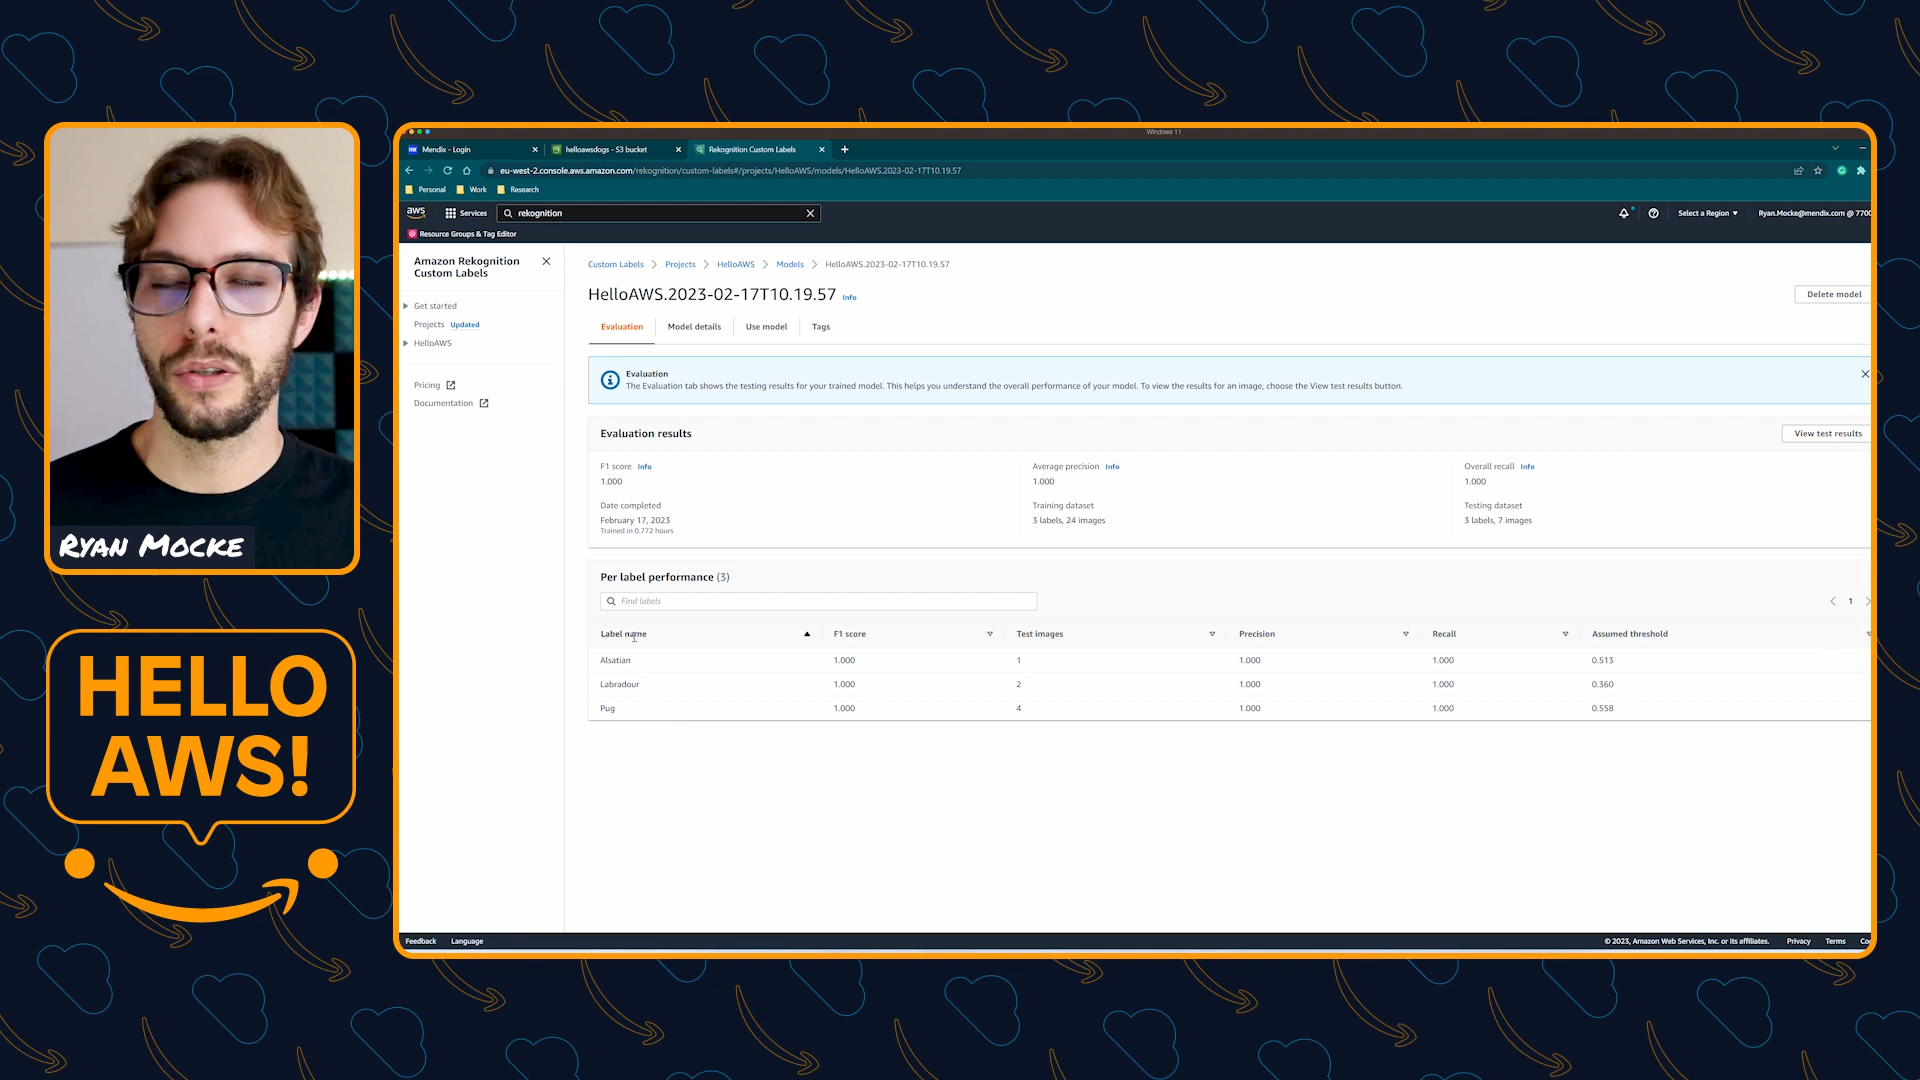 Windows 11
Mendix - Login
helloawsdogs - S3 bucket
Rekognition Custom Labels
eu-west-2.console.aws.amazon.com/rekognition/custom-labels#/projects/HelloAWS/models/HelloAWS.2023-02-17T10.19.57
Personal Work Research
aws Services rekognition Select a Region Ryan.Mocke@mendix.com @ 7700
Resource Groups & Tag Editor
Amazon Rekognition
Custom Labels
Get started
Projects Updated
HelloAWS
Pricing
Documentation
Custom Labels Projects HelloAWS Models HelloAWS.2023-02-17T10.19.57
HelloAWS.2023-02-17T10.19.57 Info
Delete model
Evaluation Model details Use model Tags
Evaluation
The Evaluation tab shows the testing results for your trained model. This helps you understand the overall performance of your model. To view the results for an image, choose the View test results button.
Evaluation results
View test results
F1 score Info Average precision Info Overall recall Info
1.000 1.000 1.000
Date completed Training dataset Testing dataset
February 17, 2023 3 labels, 24 images 3 labels, 7 images
Trained in 0.772 hours
Per label performance (3)
Find labels
1
Label name F1 score Test images Precision Recall Assumed threshold
Alsatian 1.000 1 1.000 1.000 0.513
Labradour 1.000 2 1.000 1.000 0.360
Pug 1.000 4 1.000 1.000 0.558
Feedback Language
© 2023, Amazon Web Services, Inc. or its affiliates. Privacy Terms Co
Ryan Mocke
HELLO
AWS!